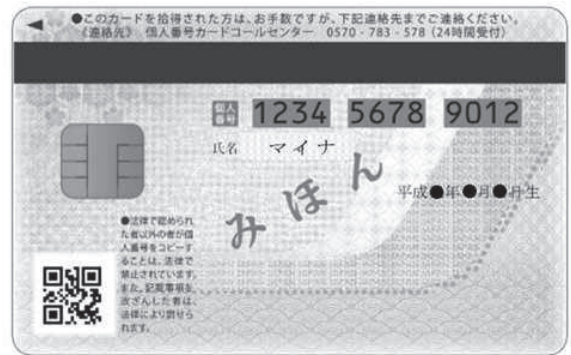 ●このカードを拾得された方は、お手数ですが、下記連絡先までご連絡ください。
《連絡先》 個人番号カードコールセンター 0570-783-578(24時間受付)
個人番号 1234 5678 9012
氏名 マイナ
平成●年●月●日生
みほん
●法律で認められ
た者以外の者が個
人番号をコピーす
ることは、法律で
禁止されています。
また、記載事項を
改ざんした者は、
法律により罰せら
れます。